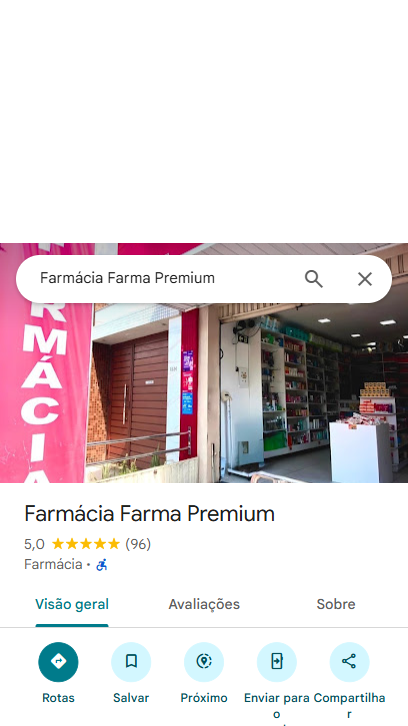 Farmácia Farma Premium
RMÁCIA
Farmácia Farma Premium
5,0 (96)
Farmácia •
Visão geral
Avaliações
Sobre
Rotas
Salvar
Próximo
Enviar para o
Compartilhar